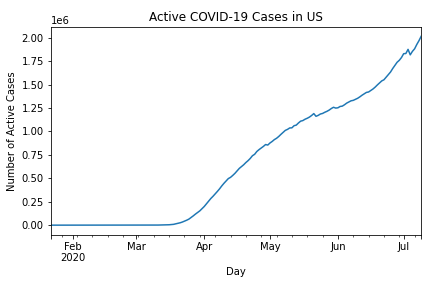 Active COVID-19 Cases in US
1e6
2.00
1.75
1.50
1.25
1.00
0.75
0.50
0.25
0.00
Number of Active Cases
Feb Mar Apr May Jun Jul
2020
Day